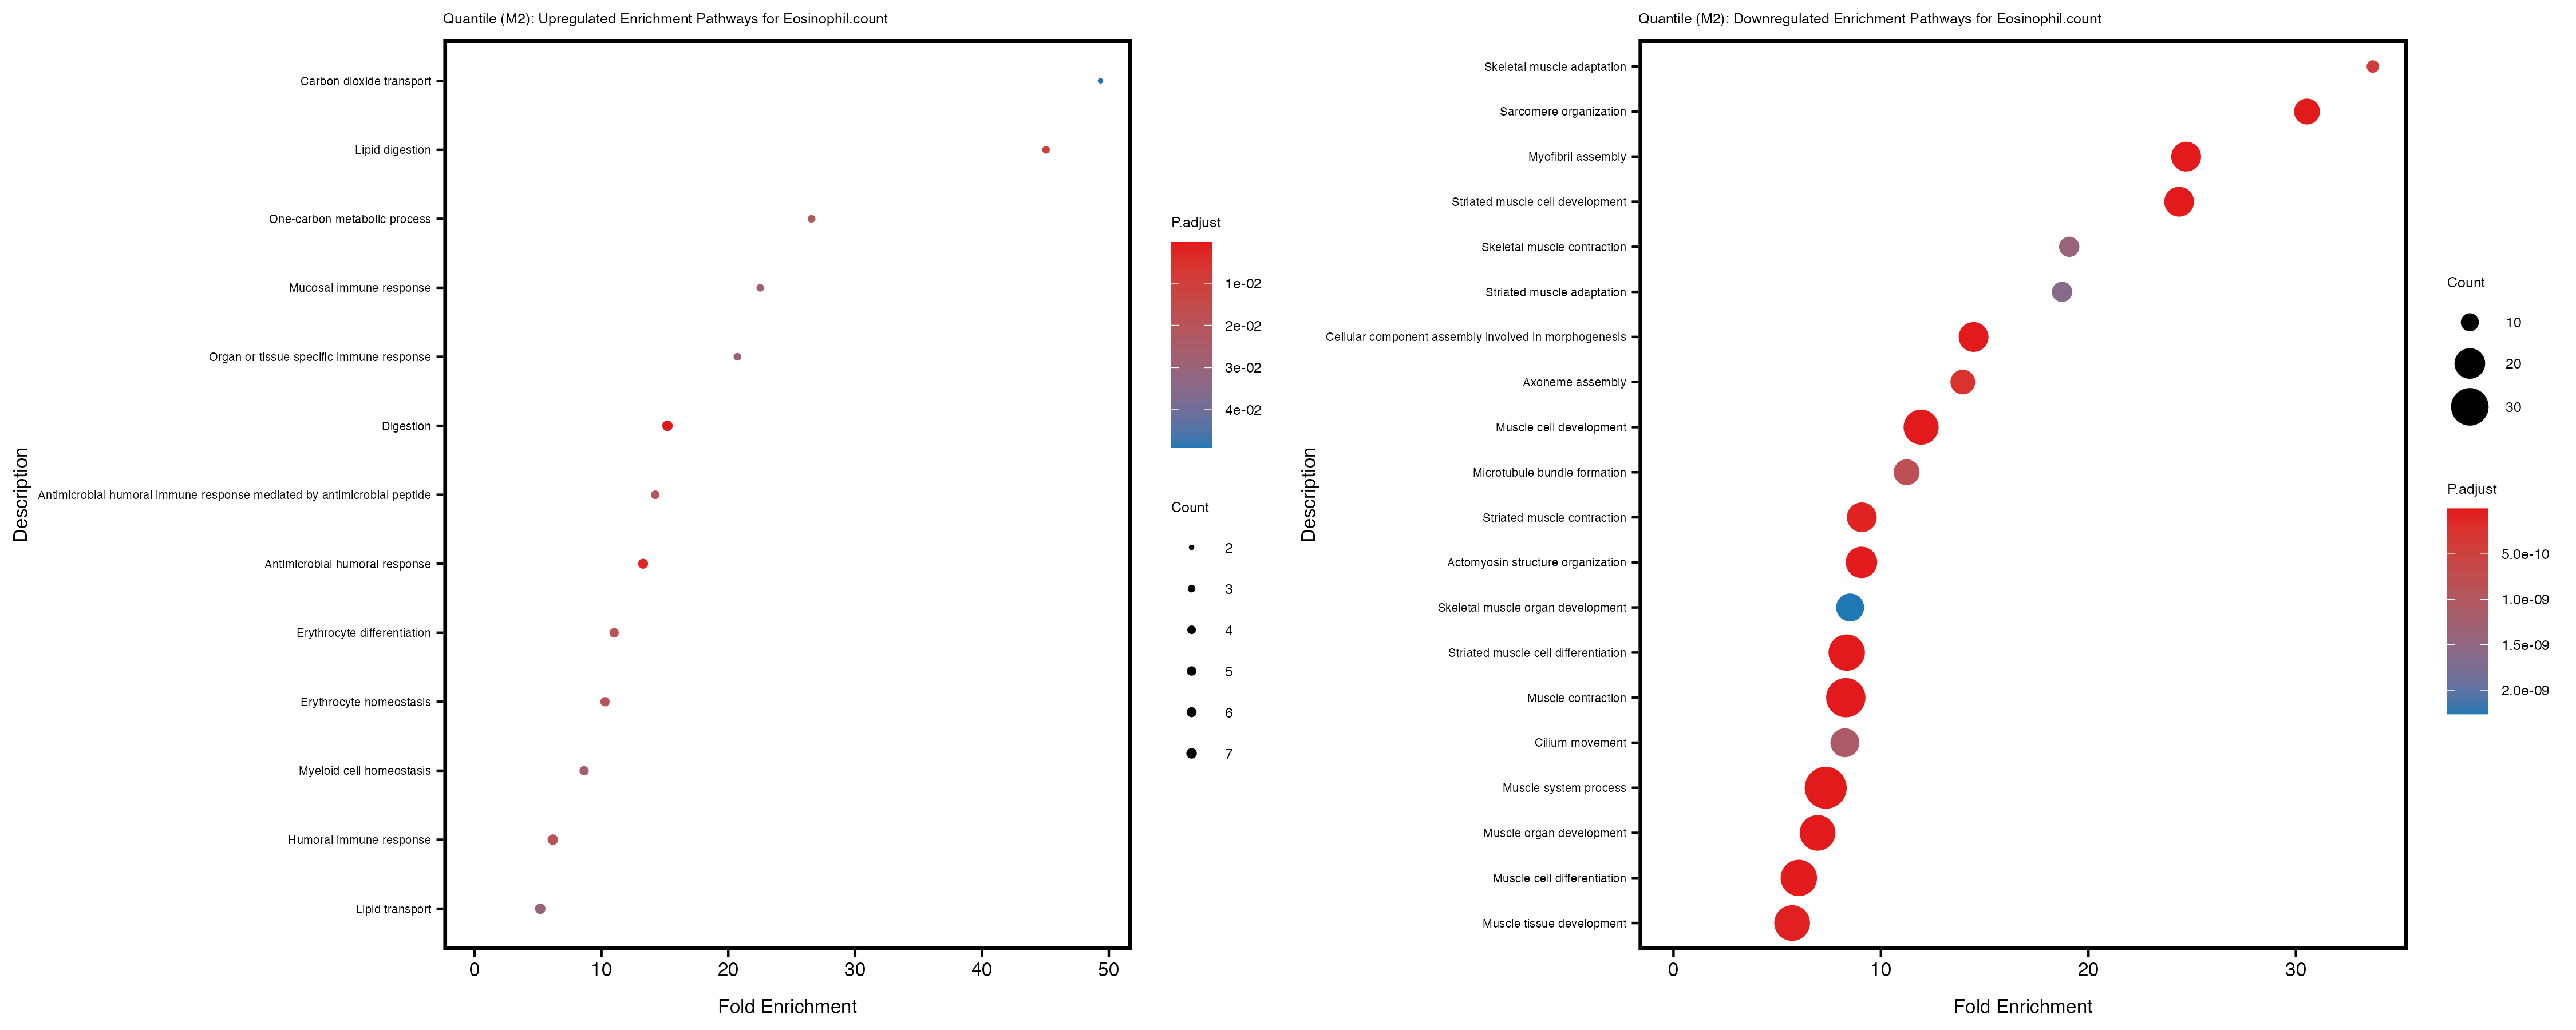 Quantile (M2): Upregulated Enrichment Pathways for Eosinophil.count
Description
Carbon dioxide transport
Lipid digestion
One-carbon metabolic process
Mucosal immune response
Organ or tissue specific immune response
Digestion
Antimicrobial humoral immune response mediated by antimicrobial peptide
Antimicrobial humoral response
Erythrocyte differentiation
Erythrocyte homeostasis
Myeloid cell homeostasis
Humoral immune response
Lipid transport
0 10 20 30 40 50
Fold Enrichment
P.adjust
1e-02
2e-02
3e-02
4e-02
Count
2
3
4
5
6
7
Quantile (M2): Downregulated Enrichment Pathways for Eosinophil.count
Description
Skeletal muscle adaptation
Sarcomere organization
Myofibril assembly
Striated muscle cell development
Skeletal muscle contraction
Striated muscle adaptation
Cellular component assembly involved in morphogenesis
Axoneme assembly
Muscle cell development
Microtubule bundle formation
Striated muscle contraction
Actomyosin structure organization
Skeletal muscle organ development
Striated muscle cell differentiation
Muscle contraction
Cilium movement
Muscle system process
Muscle organ development
Muscle cell differentiation
Muscle tissue development
0 10 20 30
Fold Enrichment
Count
10
20
30
P.adjust
5.0e-10
1.0e-09
1.5e-09
2.0e-09